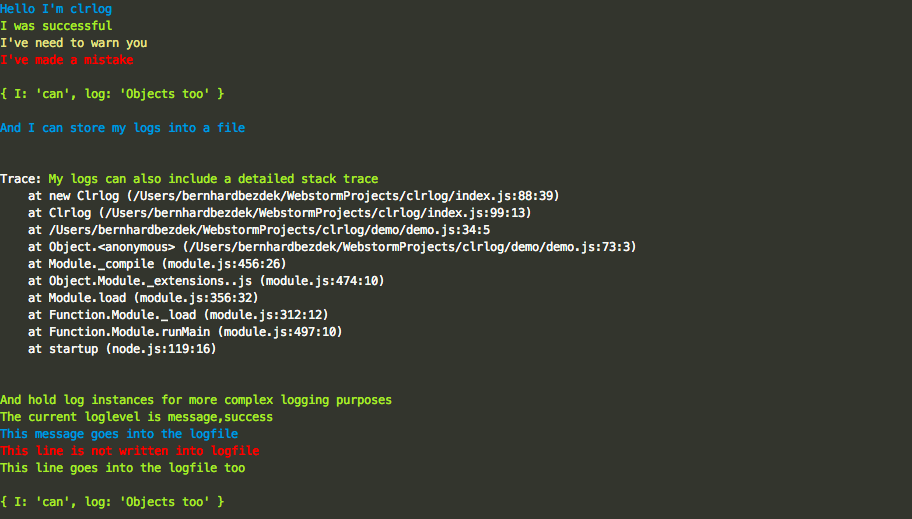 Hello I'm clrlog
I was successful
I've need to warn you
I've made a mistake
{ I: 'can', log: 'Objects too' }
And I can store my logs into a file
Trace: My logs can also include a detailed stack trace
    at new Clrlog (/Users/bernhardbezdek/WebstormProjects/clrlog/index.js:88:39)
    at Clrlog (/Users/bernhardbezdek/WebstormProjects/clrlog/index.js:99:13)
    at /Users/bernhardbezdek/WebstormProjects/clrlog/demo/demo.js:34:5
    at Object.<anonymous> (/Users/bernhardbezdek/WebstormProjects/clrlog/demo/demo.js:73:3)
    at Module._compile (module.js:456:26)
    at Object.Module._extensions..js (module.js:474:10)
    at Module.load (module.js:356:32)
    at Function.Module._load (module.js:312:12)
    at Function.Module.runMain (module.js:497:10)
    at startup (node.js:119:16)
And hold log instances for more complex logging purposes
The current loglevel is message,success
This message goes into the logfile
This line is not written into logfile
This line goes into the logfile too
{ I: 'can', log: 'Objects too' }